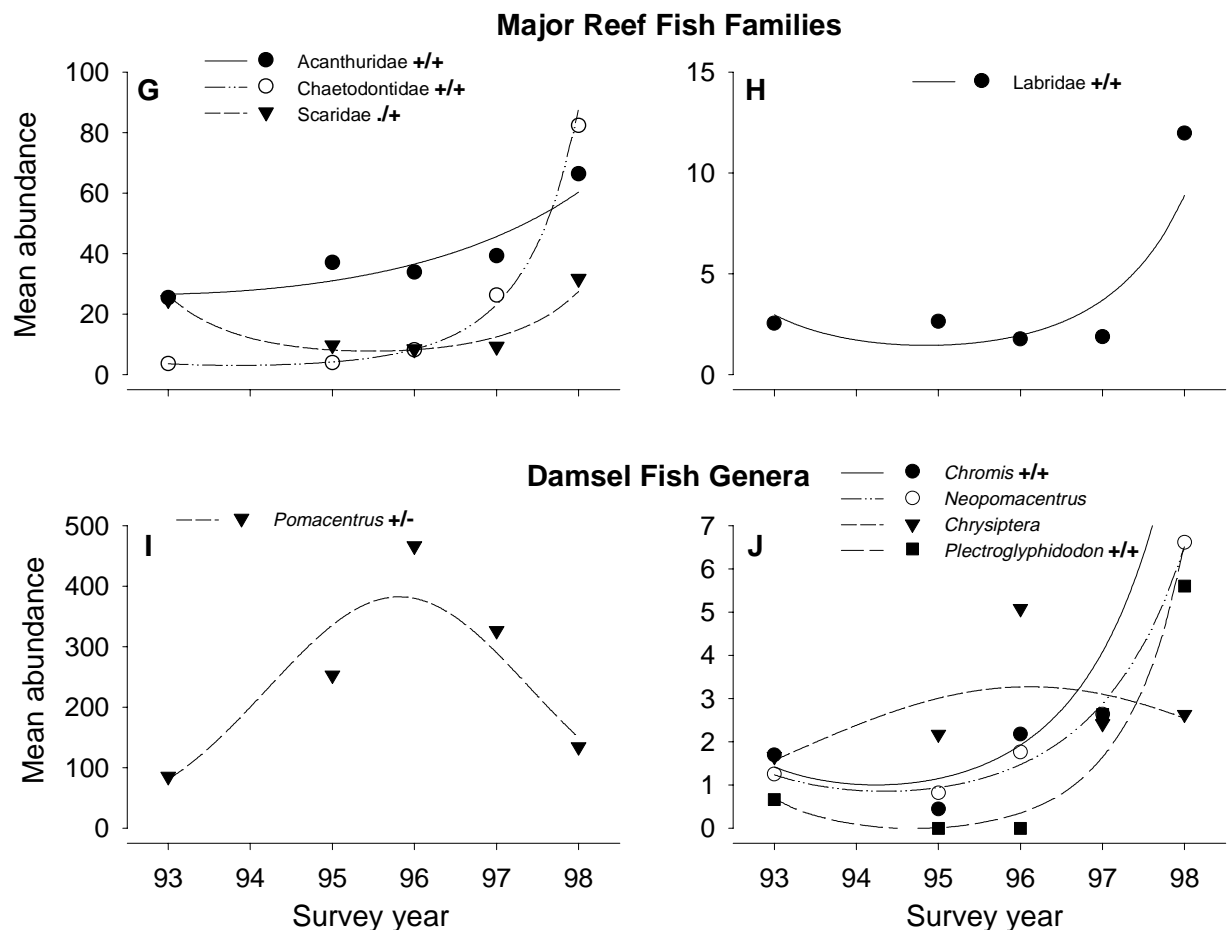 Major Reef Fish Families
G
Acanthuridae +/+
Chaetodontidae +/+
Scaridae ./+
Mean abundance
100
80
60
40
20
0
H
Labridae +/+
15
10
5
0
Damsel Fish Genera
I
Pomacentrus +/-
Mean abundance
500
400
300
200
100
0
93 94 95 96 97 98
Survey year
J
Chromis +/+
Neopomacentrus
Chrysiptera
Plectroglyphidodon +/+
7
6
5
4
3
2
1
0
93 94 95 96 97 98
Survey year